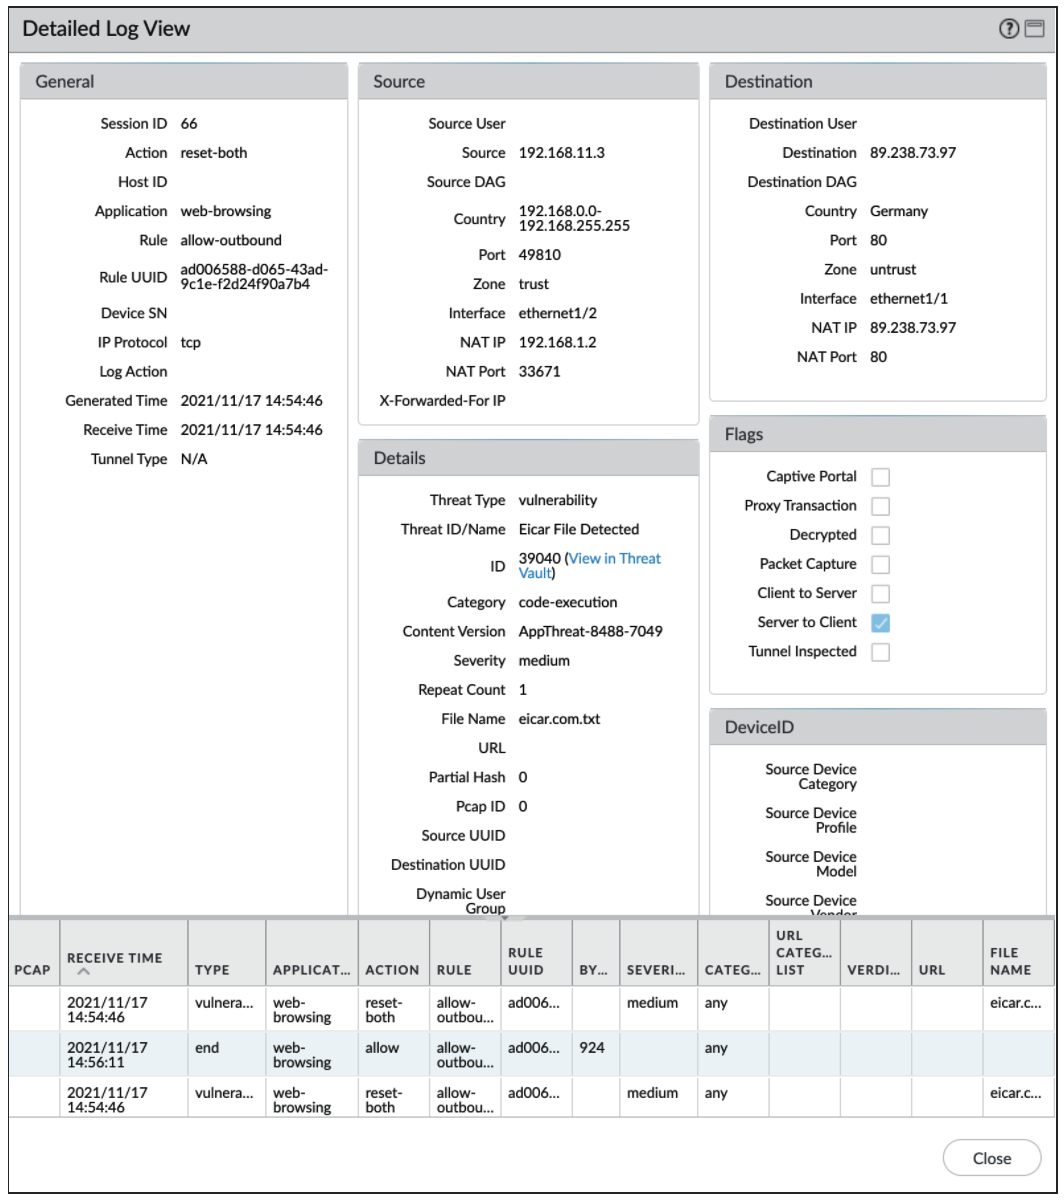 Detailed Log View
General
Session ID 66
Action reset-both
Host ID
Application web-browsing
Rule allow-outbound
Rule UUID ad006588-d065-43ad-
9c1e-f2d24f90a7b4
Device SN
IP Protocol tcp
Log Action
Generated Time 2021/11/17 14:54:46
Receive Time 2021/11/17 14:54:46
Tunnel Type N/A
Source
Source User
Source 192.168.11.3
Source DAG
Country 192.168.0.0-
192.168.255.255
Port 49810
Zone trust
Interface ethernet1/2
NAT IP 192.168.1.2
NAT Port 33671
X-Forwarded-For IP
Details
Threat Type vulnerability
Threat ID/Name Eicar File Detected
ID 39040 (View in Threat
Vault)
Category code-execution
Content Version AppThreat-8488-7049
Severity medium
Repeat Count 1
File Name eicar.com.txt
URL
Partial Hash 0
Pcap ID 0
Source UUID
Destination UUID
Dynamic User
Group
Destination
Destination User
Destination 89.238.73.97
Destination DAG
Country Germany
Port 80
Zone untrust
Interface ethernet1/1
NAT IP 89.238.73.97
NAT Port 80
Flags
Captive Portal
Proxy Transaction
Decrypted
Packet Capture
Client to Server
Server to Client
Tunnel Inspected
DeviceID
Source Device
Category
Source Device
Profile
Source Device
Model
Source Device
Vendor
PCAP RECEIVE TIME TYPE APPLICAT... ACTION RULE RULE UUID BY... SEVERI... CATEG... URL CATEG... LIST VERDI... URL FILE NAME
2021/11/17 14:54:46 vulnera... web-browsing reset-both allow-outbou... ad006... medium any eicar.c...
2021/11/17 14:56:11 end web-browsing allow allow-outbou... ad006... 924 any
2021/11/17 14:54:46 vulnera... web-browsing reset-both allow-outbou... ad006... medium any eicar.c...
Close